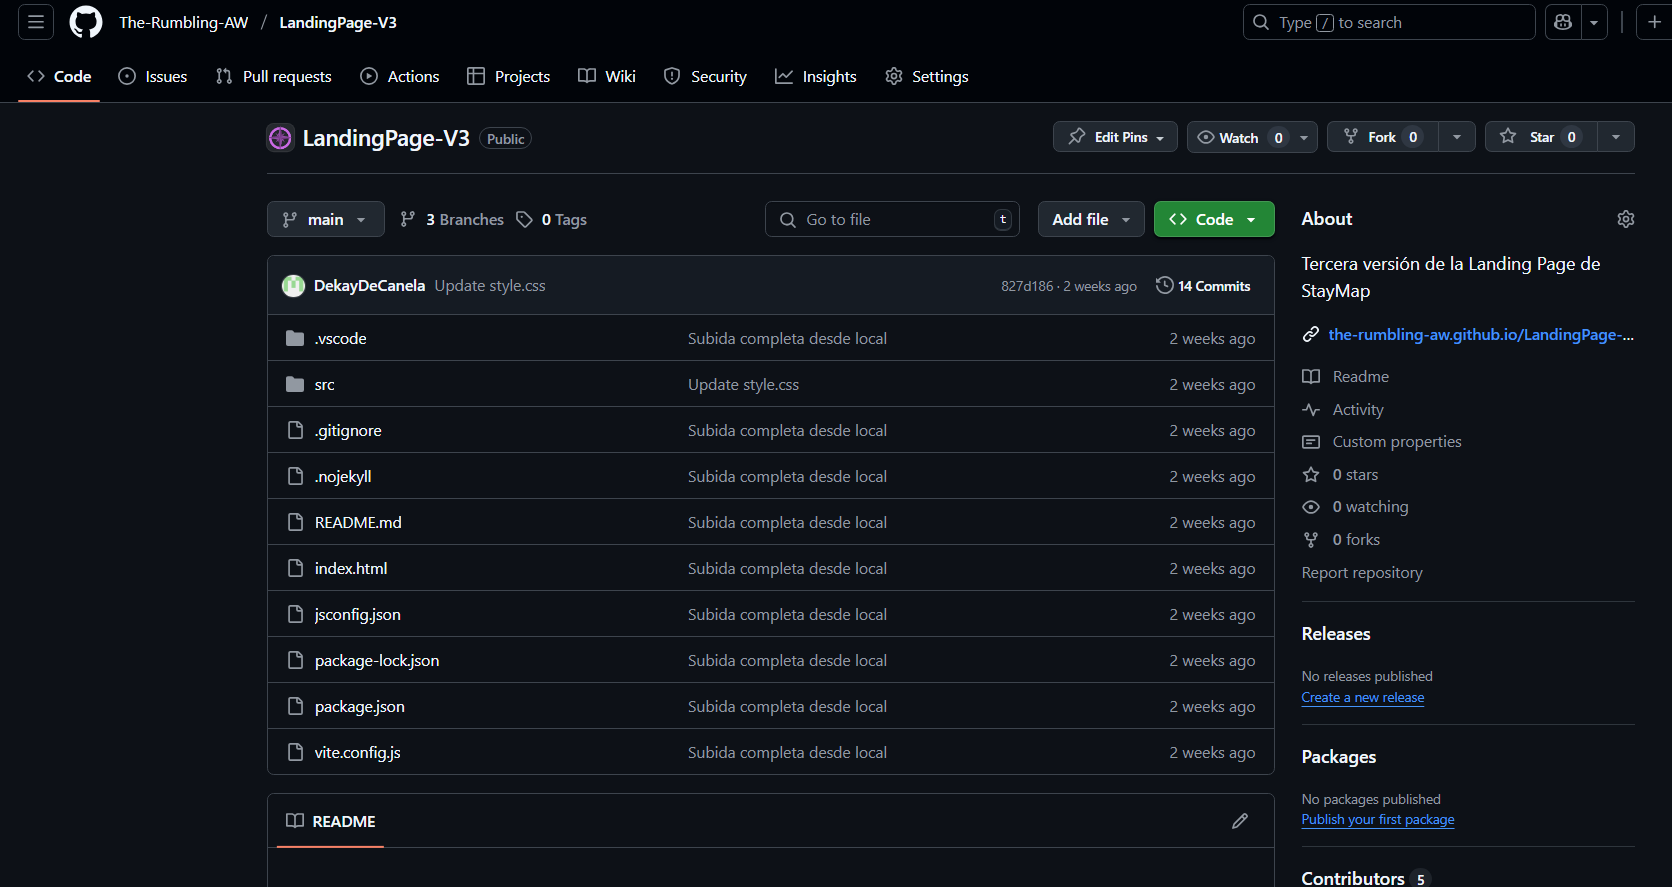 The-Rumbling-AW / LandingPage-V3
Type / to search
Code Issues Pull requests Actions Projects Wiki Security Insights Settings
LandingPage-V3 Public
Edit Pins Watch 0 Fork 0 Star 0
main 3 Branches 0 Tags
Go to file t
Add file Code
DekayDeCanela Update style.css 827d186 · 2 weeks ago 14 Commits
.vscode Subida completa desde local 2 weeks ago
src Update style.css 2 weeks ago
.gitignore Subida completa desde local 2 weeks ago
.nojekyll Subida completa desde local 2 weeks ago
README.md Subida completa desde local 2 weeks ago
index.html Subida completa desde local 2 weeks ago
jsconfig.json Subida completa desde local 2 weeks ago
package-lock.json Subida completa desde local 2 weeks ago
package.json Subida completa desde local 2 weeks ago
vite.config.js Subida completa desde local 2 weeks ago
README
About
Tercera versión de la Landing Page de
StayMap
the-rumbling-aw.github.io/LandingPage-...
Readme
Activity
Custom properties
0 stars
0 watching
0 forks
Report repository
Releases
No releases published
Create a new release
Packages
No packages published
Publish your first package
Contributors 5